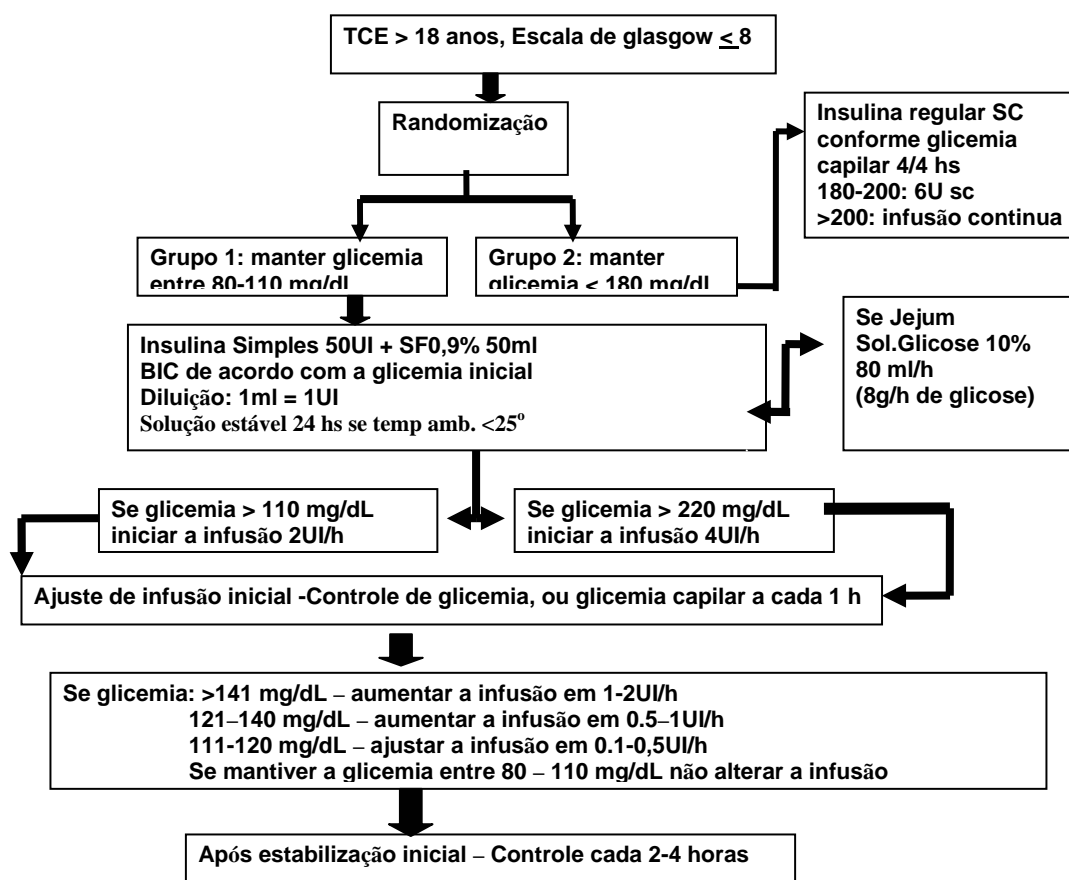 TCE > 18 anos, Escala de glasgow < 8
Randomização
Insulina regular SC
conforme glicemia
capilar 4/4 hs
180-200: 6U sc
>200: infusão continua
Grupo 1: manter glicemia
entre 80-110 mg/dl
Grupo 2: manter
glicemia < 180 mg/dl
Insulina Simples 50UI + SF0,9% 50ml
BIC de acordo com a glicemia inicial
Diluição: 1ml = 1UI
Solução estável 24 hs se temp amb. <25º
Se Jejum
Sol.Glicose 10%
80 ml/h
(8g/h de glicose)
Se glicemia > 110 mg/dL
iniciar a infusão 2UI/h
Se glicemia > 220 mg/dL
iniciar a infusão 4UI/h
Ajuste de infusão inicial -Controle de glicemia, ou glicemia capilar a cada 1 h
Se glicemia: >141 mg/dL – aumentar a infusão em 1-2UI/h
121–140 mg/dL – aumentar a infusão em 0.5–1UI/h
111-120 mg/dL – ajustar a infusão em 0.1-0,5UI/h
Se mantiver a glicemia entre 80 – 110 mg/dL não alterar a infusão
Após estabilização inicial – Controle cada 2-4 horas